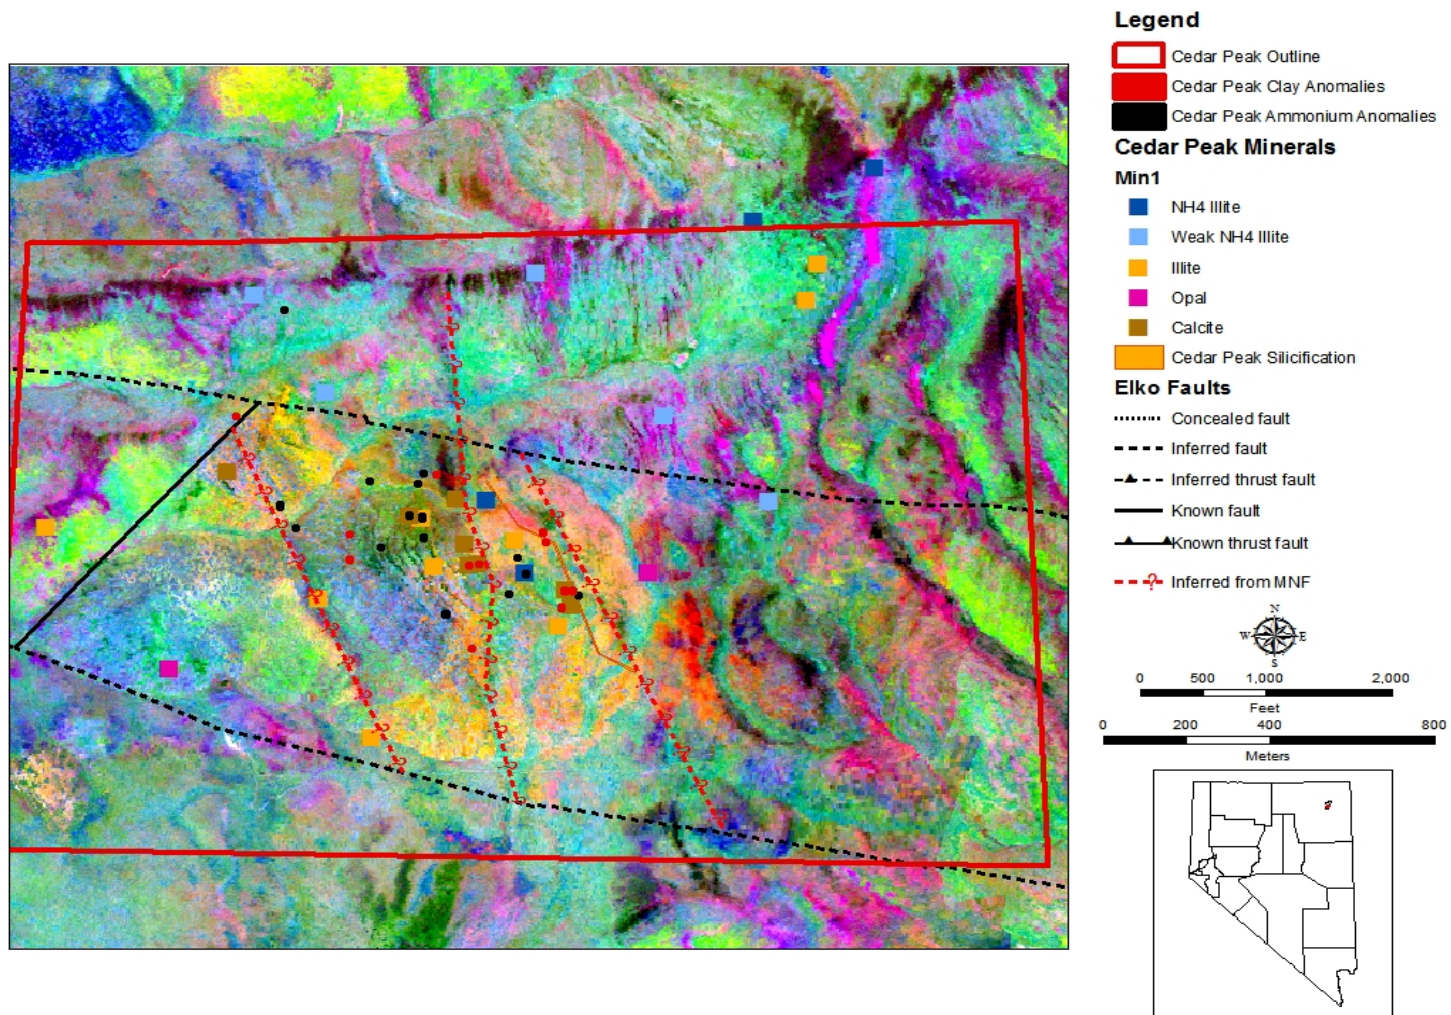 Legend
Cedar Peak Outline
Cedar Peak Clay Anomalies
Cedar Peak Ammonium Anomalies
Cedar Peak Minerals
Min1
NH4 Illite
Weak NH4 Illite
Illite
Opal
Calcite
Cedar Peak Silicification
Elko Faults
Concealed fault
Inferred fault
Inferred thrust fault
Known fault
Known thrust fault
? Inferred from MNF
N
W E
S
0 500 1,000 2,000
Feet
0 200 400 800
Meters